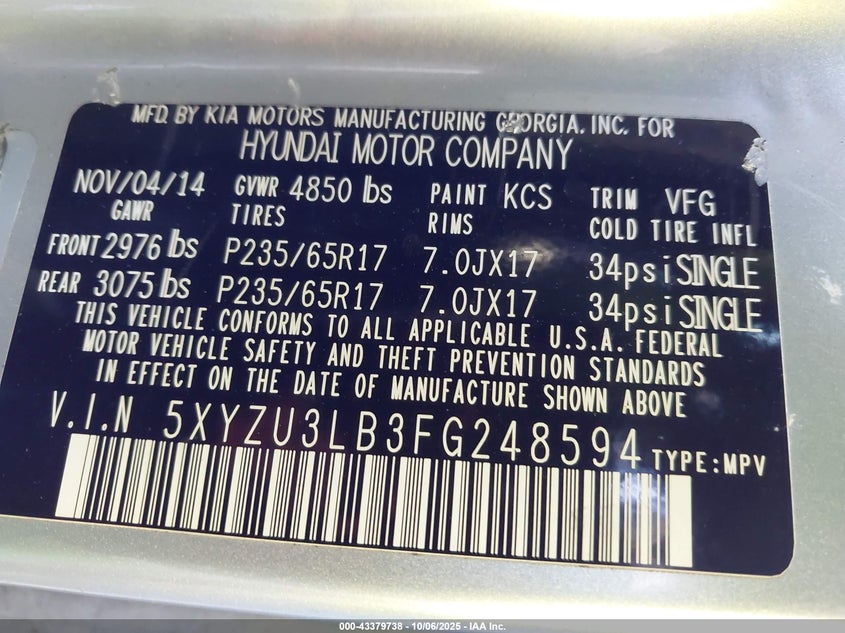 MFD. BY KIA MOTORS MANUFACTURING GEORGIA, INC. FOR
HYUNDAI MOTOR COMPANY
NOV/04/14 GVWR 4850 lbs PAINT KCS TRIM VFG
GAWR TIRES RIMS COLD TIRE INFL
FRONT 2976 lbs P235/65R17 7.0JX17 34psi SINGLE
REAR 3075 lbs P235/65R17 7.0JX17 34psi SINGLE
THIS VEHICLE CONFORMS TO ALL APPLICABLE U.S.A. FEDERAL
MOTOR VEHICLE SAFETY AND THEFT PREVENTION STANDARDS
IN EFFECT ON THE DATE OF MANUFACTURE SHOWN ABOVE
V.I.N 5XYZU3LB3FG248594 TYPE:MPV
000-43379738 - 10/06/2025 - IAA Inc.